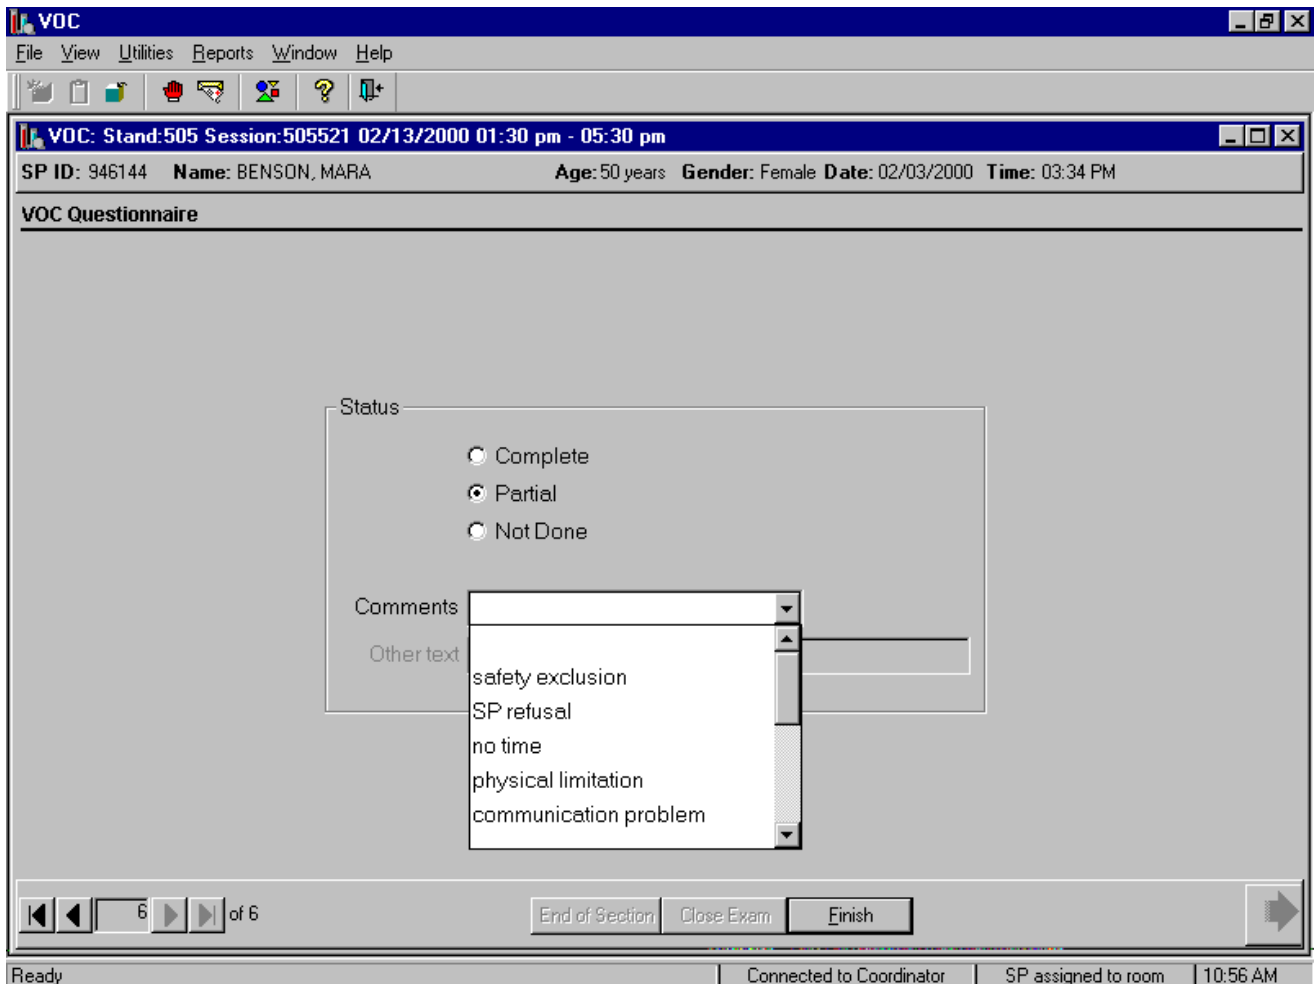 VOC
File View Utilities Reports Window Help
VOC: Stand:505 Session:505521 02/13/2000 01:30 pm - 05:30 pm
SP ID: 946144 Name: BENSON, MARA Age: 50 years Gender: Female Date: 02/03/2000 Time: 03:34 PM
VOC Questionnaire
Status
Complete
Partial
Not Done
Comments
Other text
safety exclusion
SP refusal
no time
physical limitation
communication problem
6 of 6 End of Section Close Exam Finish
Ready Connected to Coordinator SP assigned to room 10:56 AM